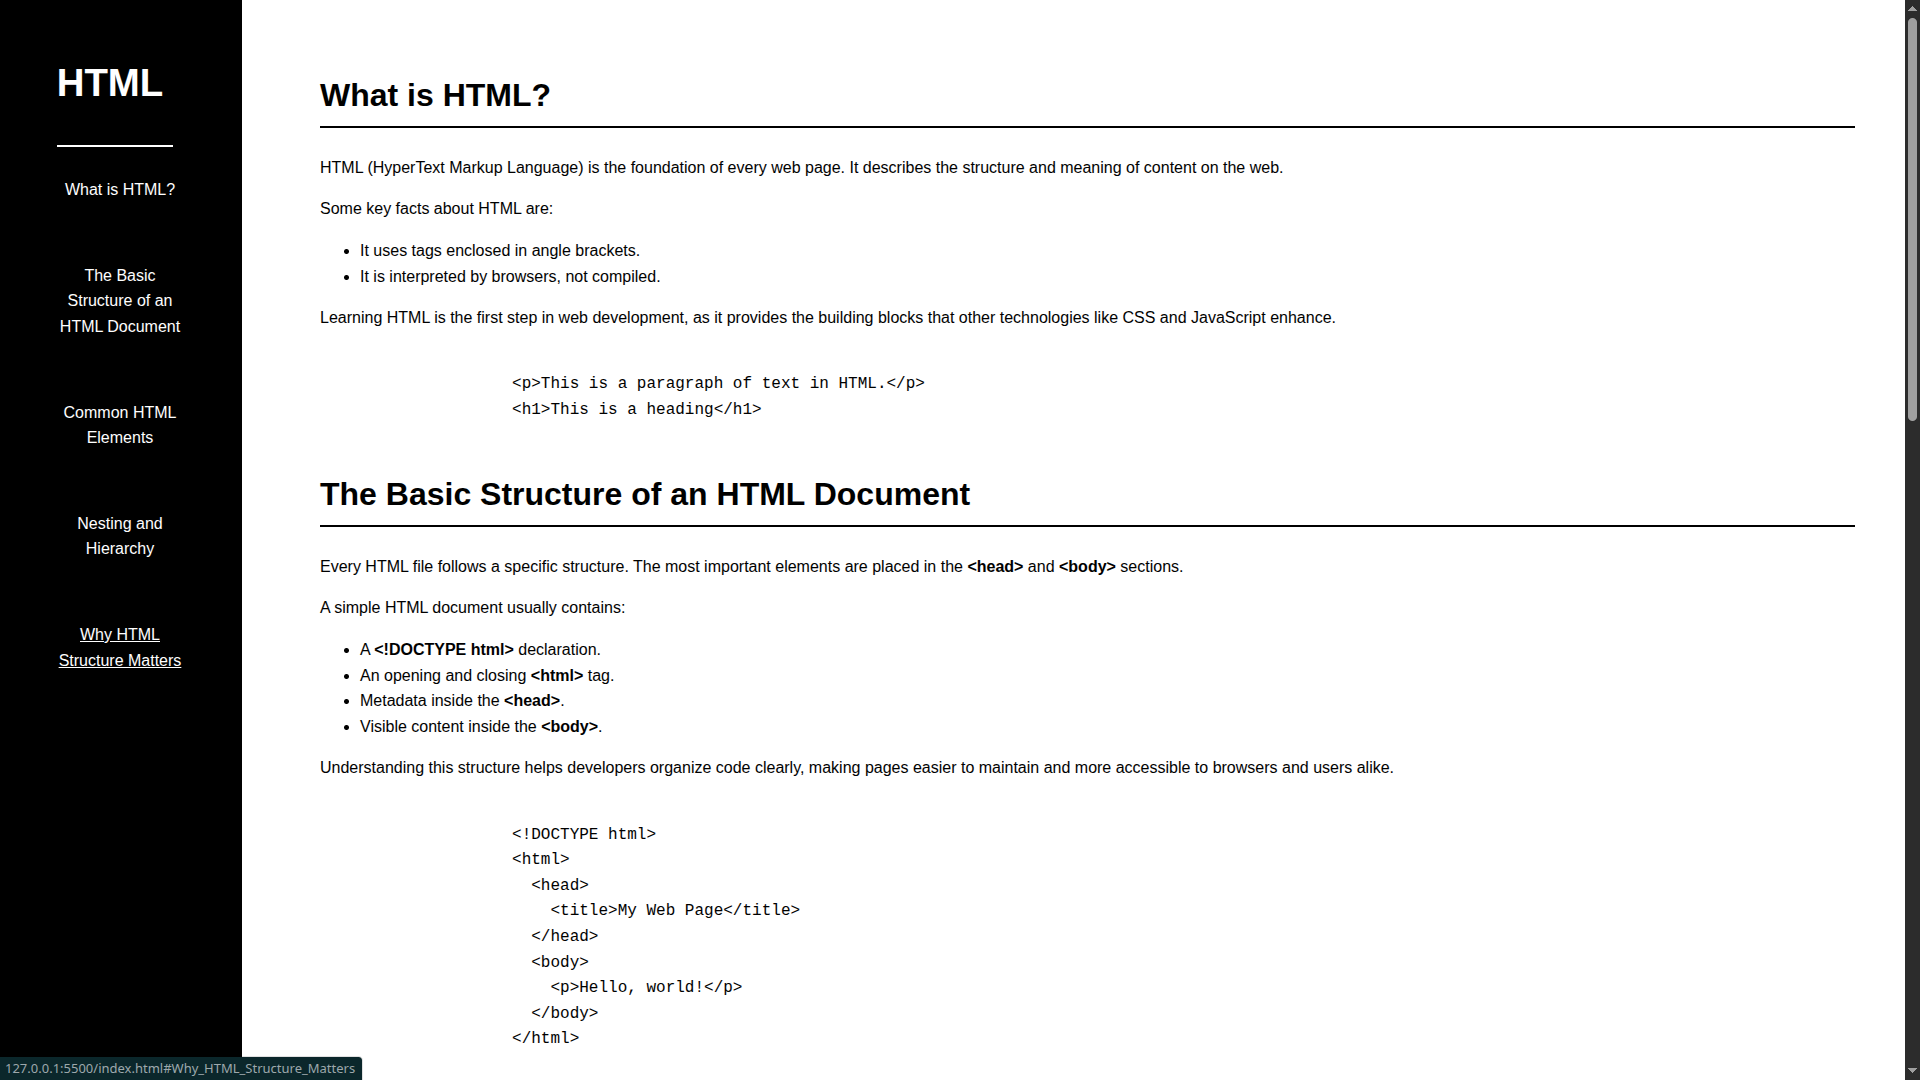 HTML
What is HTML?
The Basic
Structure of an
HTML Document
Common HTML
Elements
Nesting and
Hierarchy
Why HTML
Structure Matters
What is HTML?
HTML (HyperText Markup Language) is the foundation of every web page. It describes the structure and meaning of content on the web.
Some key facts about HTML are:
• It uses tags enclosed in angle brackets.
• It is interpreted by browsers, not compiled.
Learning HTML is the first step in web development, as it provides the building blocks that other technologies like CSS and JavaScript enhance.
<p>This is a paragraph of text in HTML.</p>
<h1>This is a heading</h1>
The Basic Structure of an HTML Document
Every HTML file follows a specific structure. The most important elements are placed in the <head> and <body> sections.
A simple HTML document usually contains:
• A <!DOCTYPE html> declaration.
• An opening and closing <html> tag.
• Metadata inside the <head>.
• Visible content inside the <body>.
Understanding this structure helps developers organize code clearly, making pages easier to maintain and more accessible to browsers and users alike.
<!DOCTYPE html>
<html>
  <head>
    <title>My Web Page</title>
  </head>
  <body>
    <p>Hello, world!</p>
  </body>
</html>
127.0.0.1:5500/index.html#Why_HTML_Structure_Matters